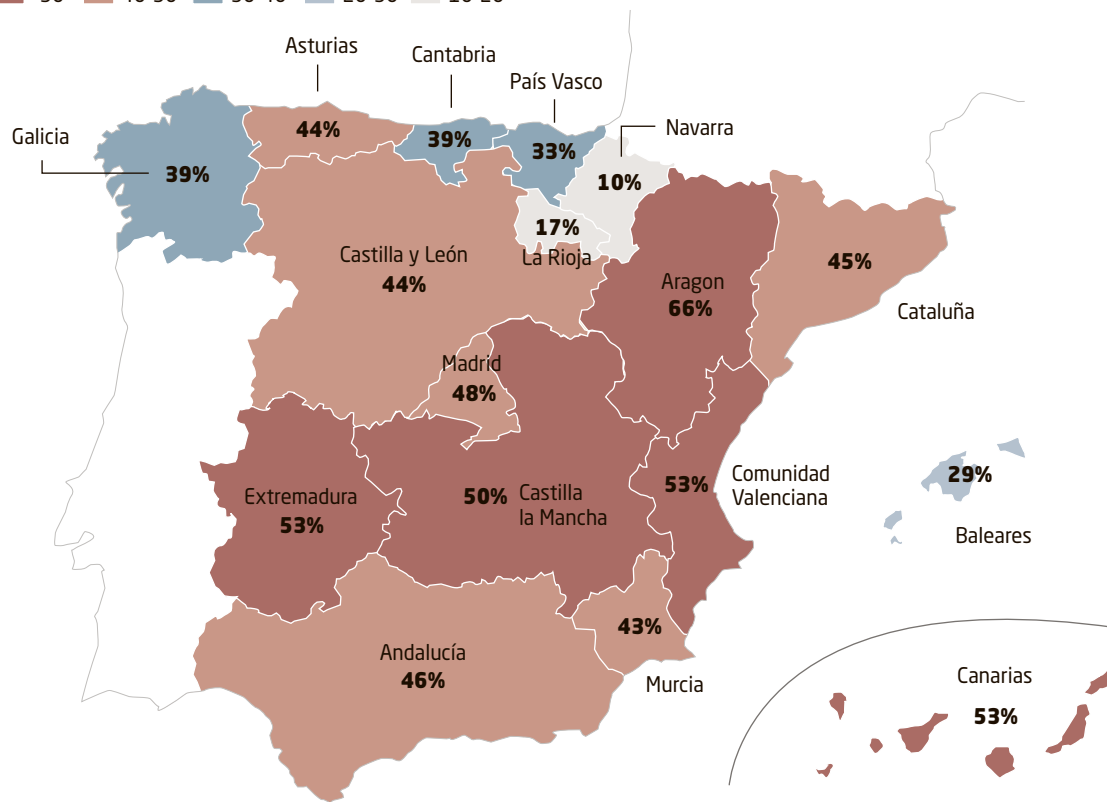 Asturias
Cantabria
País Vasco
Galicia
Navarra
44%
39%
33%
39%
10%
17%
La Rioja
Castilla y León
44%
45%
Aragon
66%
Cataluña
Madrid
48%
Extremadura
53%
50%
Castilla
la Mancha
53%
Comunidad
Valenciana
29%
Baleares
43%
Andalucía
46%
Murcia
Canarias
53%